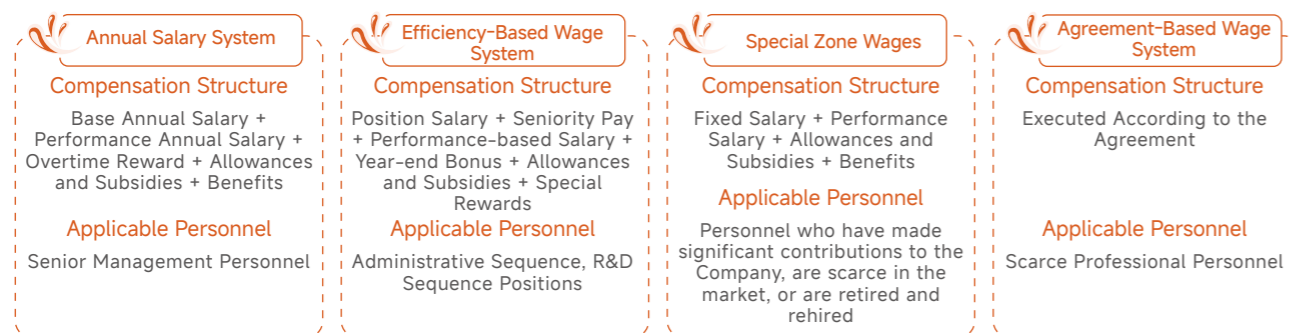 Annual Salary System
Compensation Structure
Base Annual Salary +
Performance Annual Salary +
Overtime Reward + Allowances
and Subsidies + Benefits
Applicable Personnel
Senior Management Personnel
Efficiency-Based Wage
System
Compensation Structure
Position Salary + Seniority Pay
+ Performance-based Salary +
Year-end Bonus + Allowances
and Subsidies + Special
Rewards
Applicable Personnel
Administrative Sequence, R&D
Sequence Positions
Special Zone Wages
Compensation Structure
Fixed Salary + Performance
Salary + Allowances and
Subsidies + Benefits
Applicable Personnel
Personnel who have made
significant contributions to the
Company, are scarce in the
market, or are retired and
rehired
Agreement-Based Wage
System
Compensation Structure
Executed According to the
Agreement
Applicable Personnel
Scarce Professional Personnel